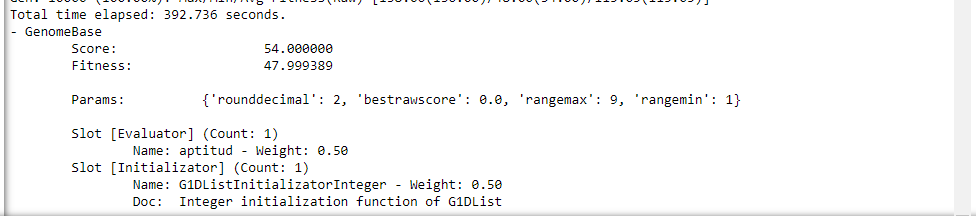 Total time elapsed: 392.736 seconds.
- GenomeBase
Score: 54.000000
Fitness: 47.999389
Params: {'rounddecimal': 2, 'bestrawscore': 0.0, 'rangemax': 9, 'rangemin': 1}
Slot [Evaluator] (Count: 1)
Name: aptitud - Weight: 0.50
Slot [Initializator] (Count: 1)
Name: G1DListInitializatorInteger - Weight: 0.50
Doc: Integer initialization function of G1DList